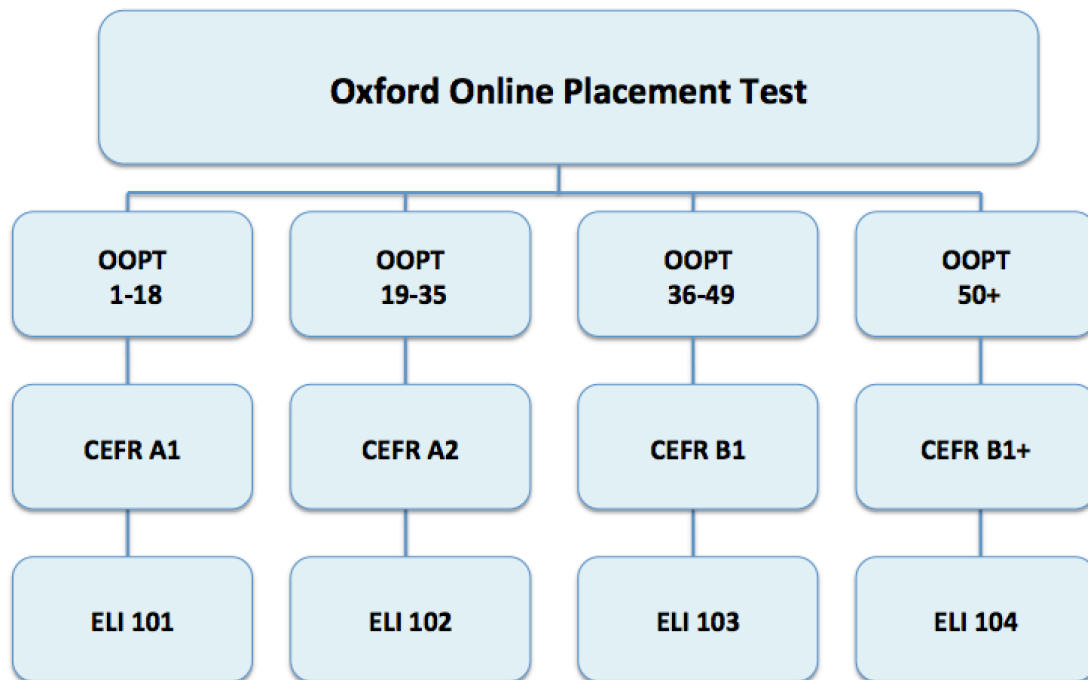 Oxford Online Placement Test
OOPT
1-18
OOPT
19-35
OOPT
36-49
OOPT
50+
CEFR A1
CEFR A2
CEFR B1
CEFR B1+
ELI 101
ELI 102
ELI 103
ELI 104